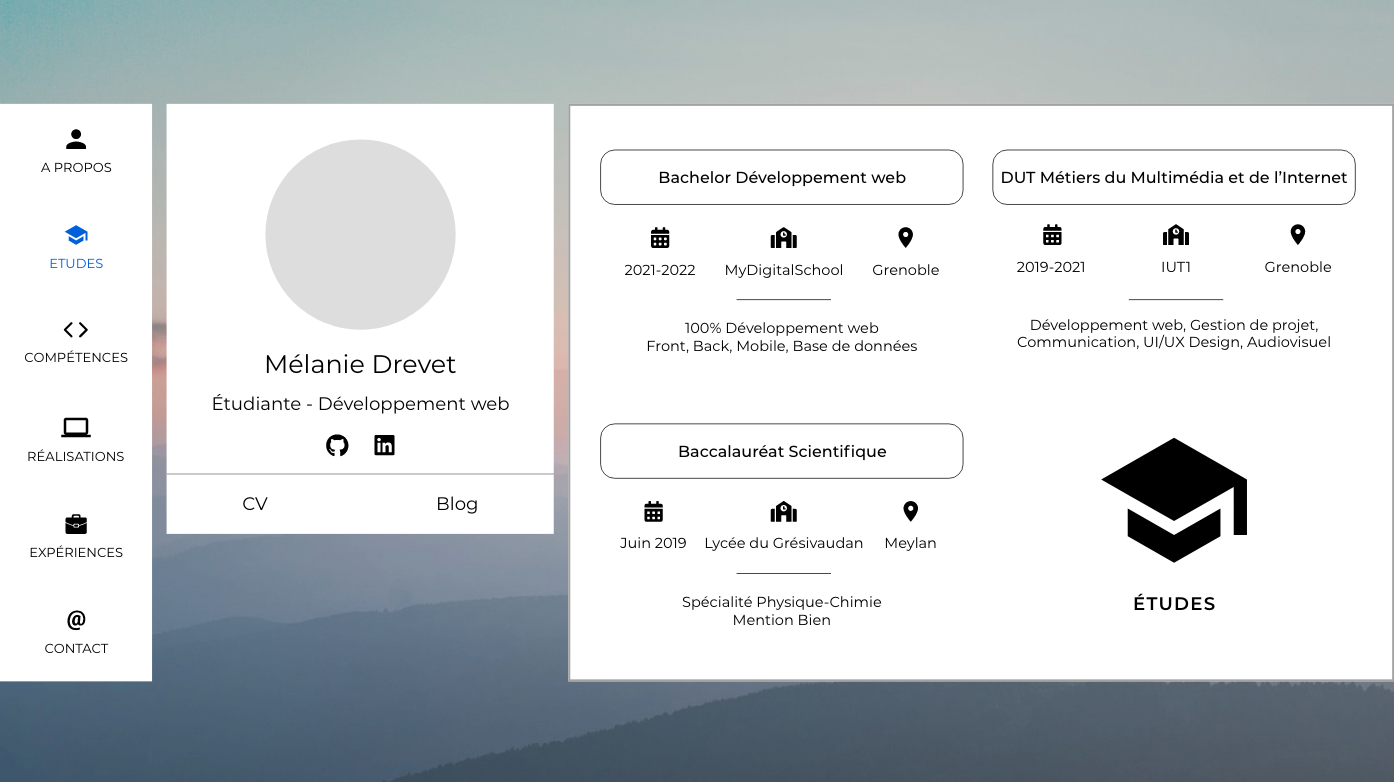 A PROPOS
ETUDES
COMPÉTENCES
RÉALISATIONS
EXPÉRIENCES
@
CONTACT
Mélanie Drevet
Étudiante - Développement web
in
CV
Blog
Bachelor Développement web
2021-2022
MyDigitalSchool
Grenoble
100% Développement web
Front, Back, Mobile, Base de données
DUT Métiers du Multimédia et de l’Internet
2019-2021
IUT1
Grenoble
Développement web, Gestion de projet,
Communication, UI/UX Design, Audiovisuel
Baccalauréat Scientifique
Juin 2019
Lycée du Grésivaudan
Meylan
Spécialité Physique-Chimie
Mention Bien
ÉTUDES